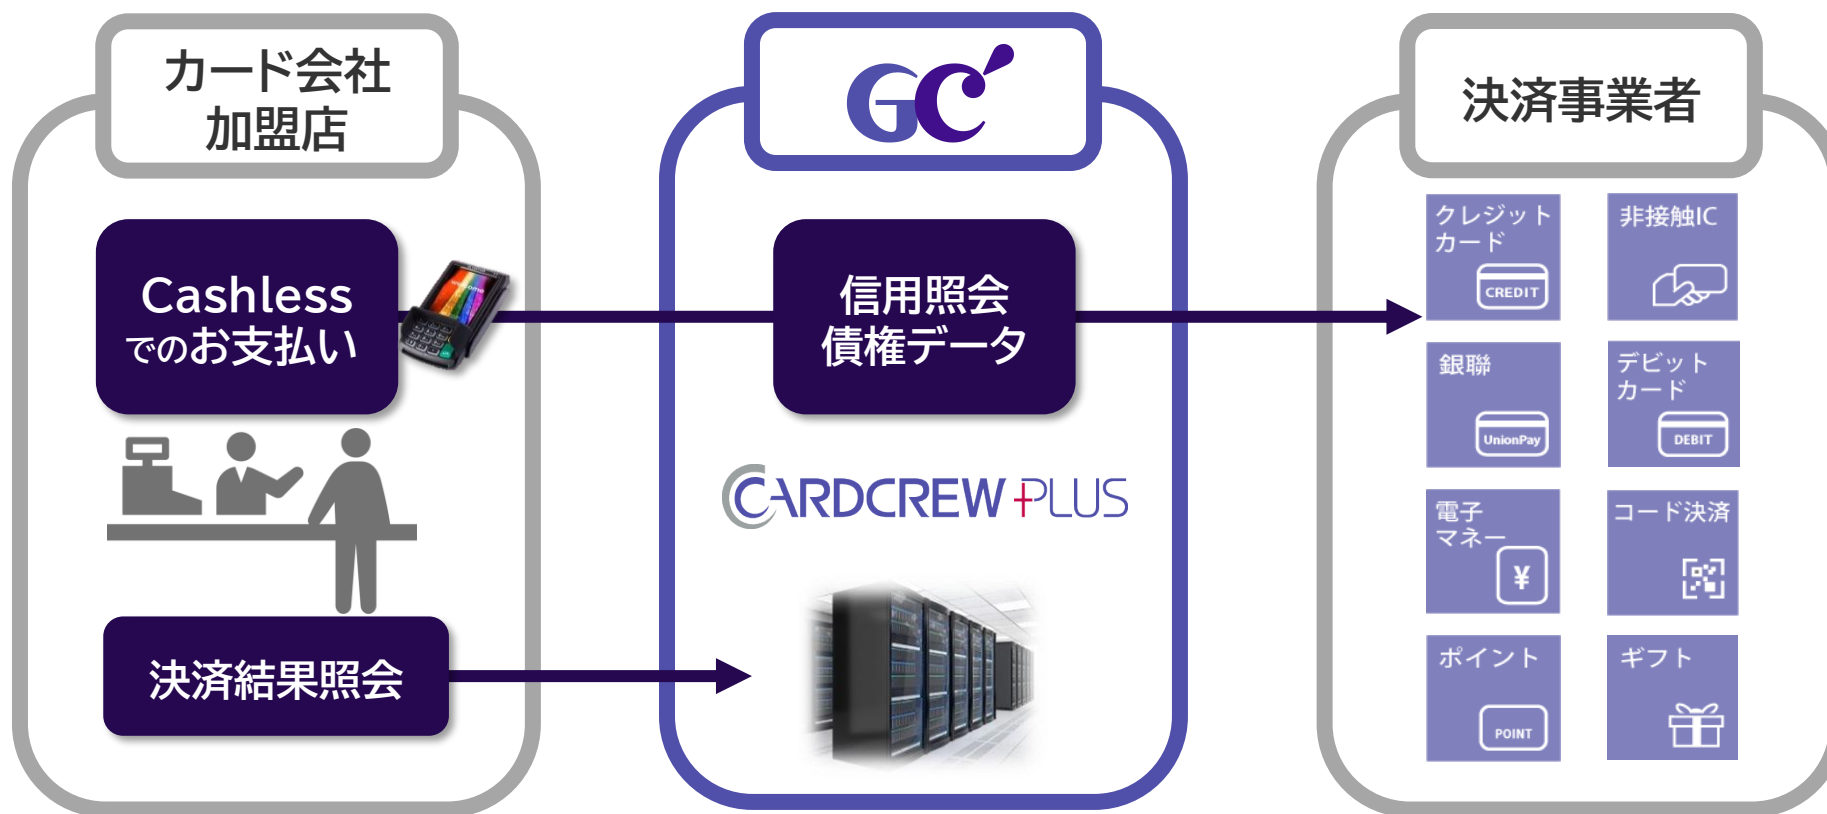 カード会社
加盟店
Cashless
でのお支払い
決済結果照会
GC
信用照会
債権データ
CARDCREW PLUS
決済事業者
クレジット
カード
CREDIT
非接触IC
銀聯
UnionPay
デビット
カード
DEBIT
電子
マネー
¥
コード決済
ポイント
POINT
ギフト